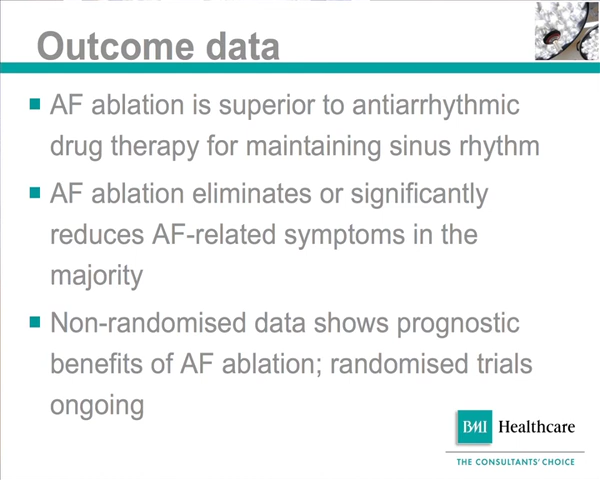 Outcome data
AF ablation is superior to antiarrhythmic
drug therapy for maintaining sinus rhythm
AF ablation eliminates or significantly
reduces AF-related symptoms in the
majority
Non-randomised data shows prognostic
benefits of AF ablation; randomised trials
ongoing
BMI Healthcare
THE CONSULTANTS' CHOICE